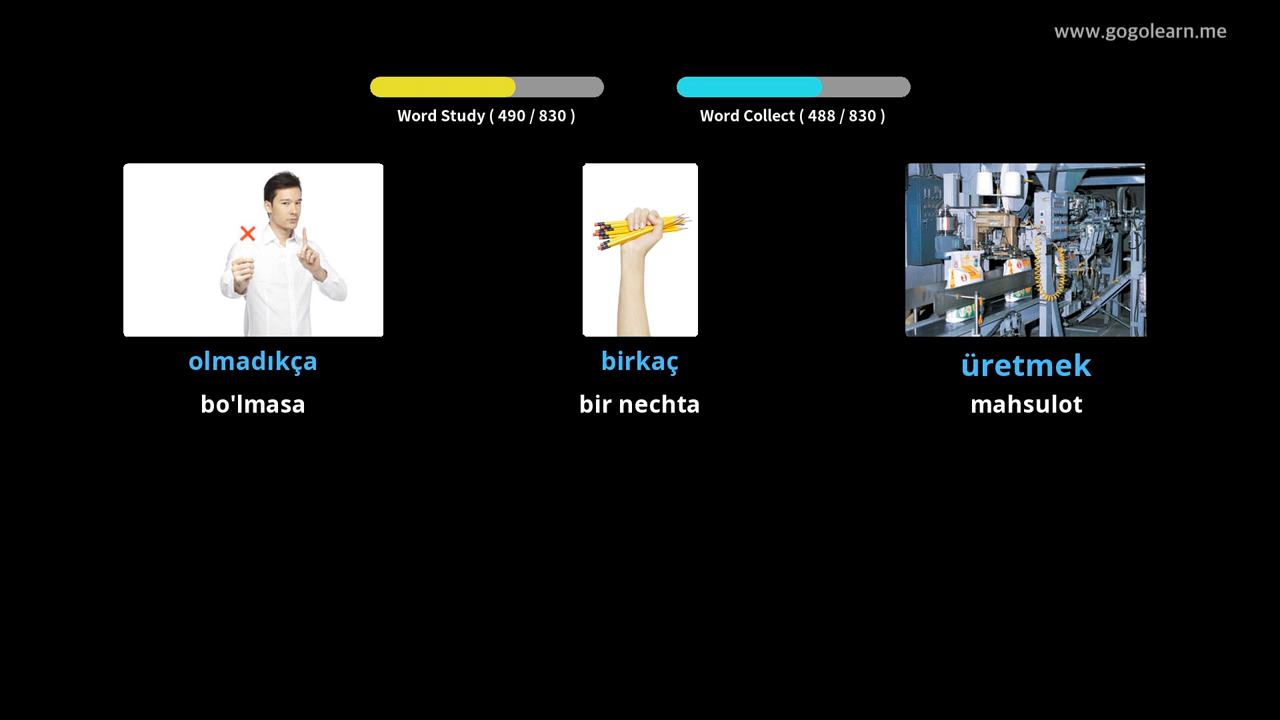 www.gogolearn.me
Word Study ( 490 / 830 )
Word Collect ( 488 / 830 )
olmadıkça
bo'lmasa
birkaç
bir nechta
üretmek
mahsulot